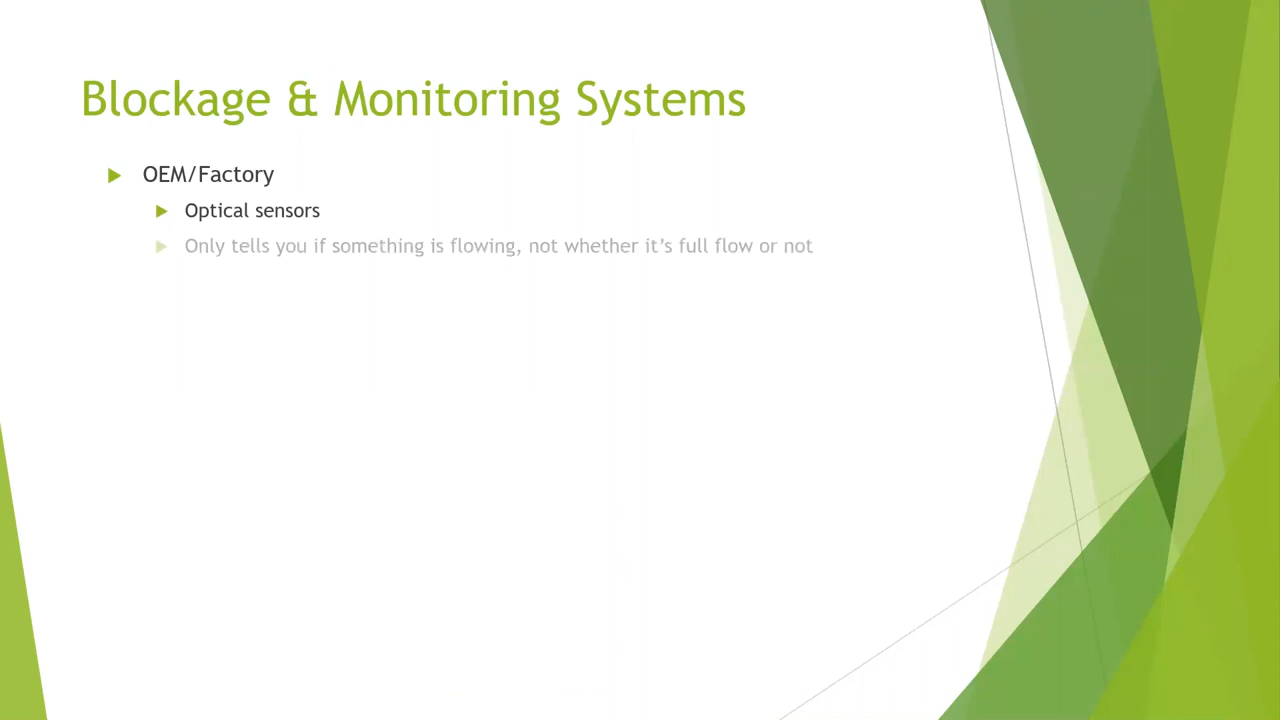 Blockage & Monitoring Systems
OEM/Factory
Optical sensors
Only tells you if something is flowing, not whether it’s full flow or not